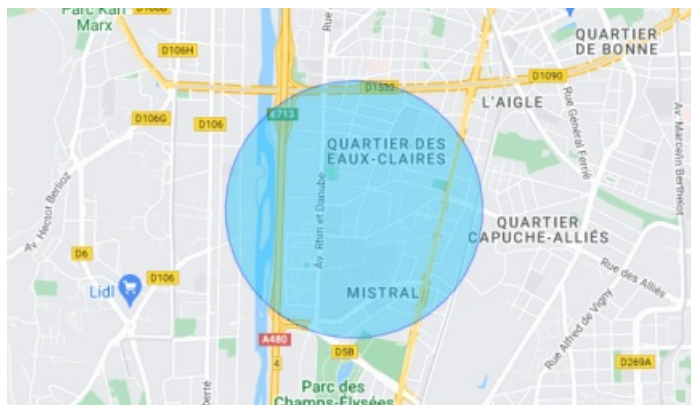 Parc Karl
Marx
D106H
QUARTIER
DE BONNE
D1532
D1090
L'AIGLE
D106G
D106
E713
QUARTIER DES
EAUX-CLAIRES
Rue Général Ferrié
Av. Marcelin Berthelot
Av. Hector Berlioz
Av. Rhin et Danube
QUARTIER
CAPUCHE-ALLIÉS
D6
D106
Lidl
MISTRAL
Rue des Alliés
Rue Alfred de Vigny
A480
4
D5B
D269A
Parc des
Champs-Élysées